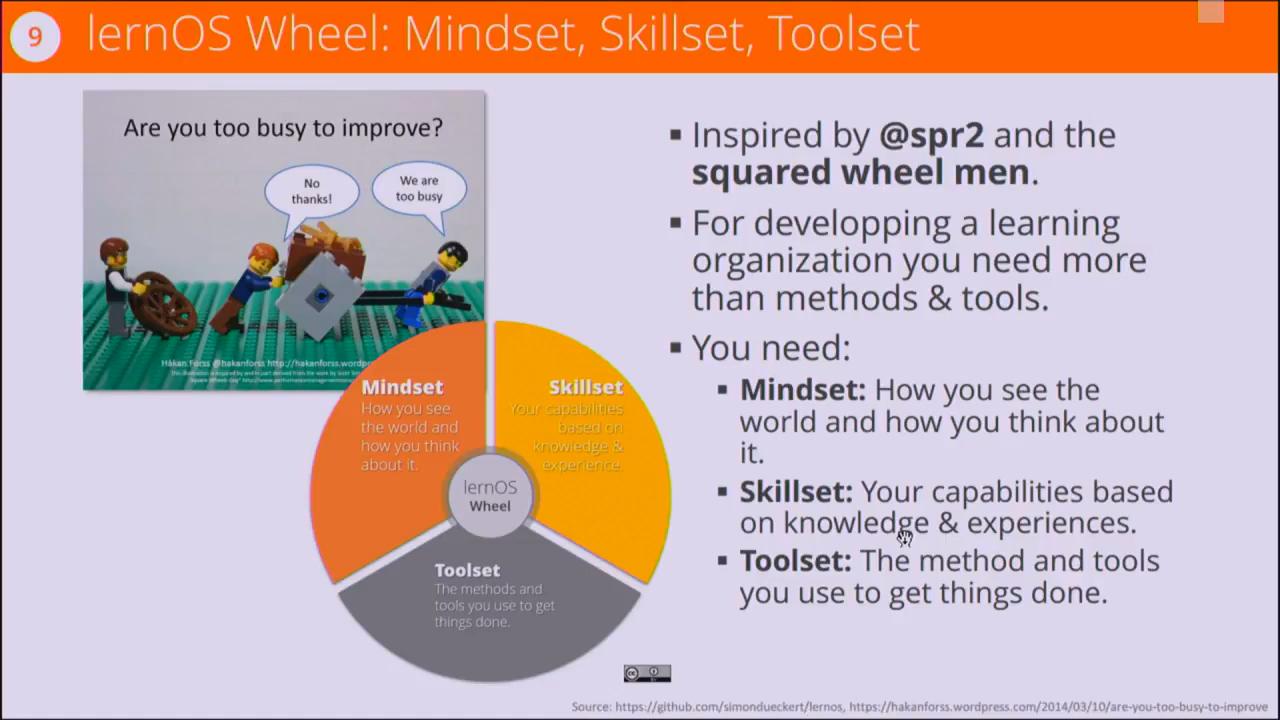 9
lernOS Wheel: Mindset, Skillset, Toolset
Are you too busy to improve?
No
thanks!
We are
too busy
Håkan Forss @hakanforss http://hakanforss.wordpr
Mindset
How you see
the world and
how you think
about it.
Skillset
Your capabilities
based on
knowledge &
experience.
lernOS
Wheel
Toolset
The methods and
tools you use to get
things done.
▪ Inspired by @spr2 and the
squared wheel men.
▪ For developping a learning
organization you need more
than methods & tools.
▪ You need:
▪ Mindset: How you see the
world and how you think about
it.
▪ Skillset: Your capabilities based
on knowledge & experiences.
▪ Toolset: The method and tools
you use to get things done.
Source: https://github.com/simondueckert/lernos, https://hakanforss.wordpress.com/2014/03/10/are-you-too-busy-to-improve